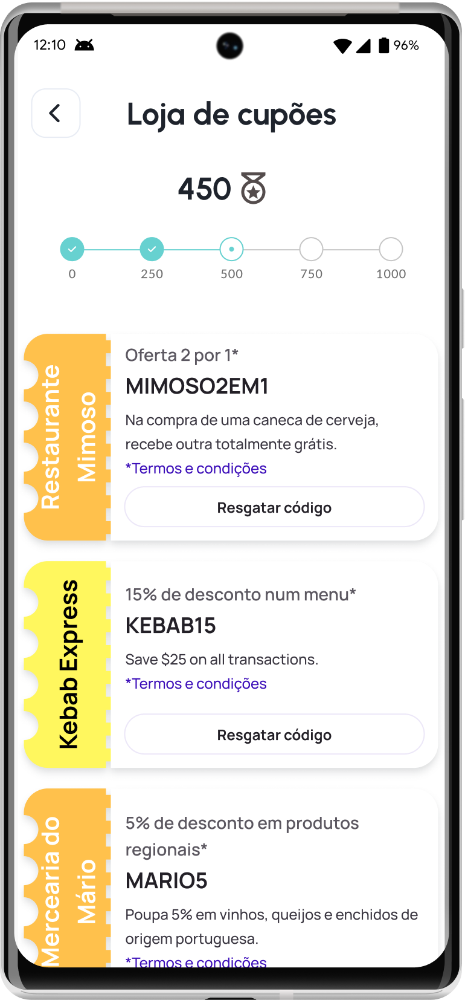 12:10
96%
Loja de cupões
450
0 250 500 750 1000
Restaurante
Mimoso
Oferta 2 por 1*
MIMOSO2EM1
Na compra de uma caneca de cerveja,
recebe outra totalmente grátis.
*Termos e condições
Resgatar código
Kebab Express
15% de desconto num menu*
KEBAB15
Save $25 on all transactions.
*Termos e condições
Resgatar código
Mercearia do
Mário
5% de desconto em produtos
regionais*
MARIO5
Poupa 5% em vinhos, queijos e enchidos de
origem portuguesa.
*Termos e condições